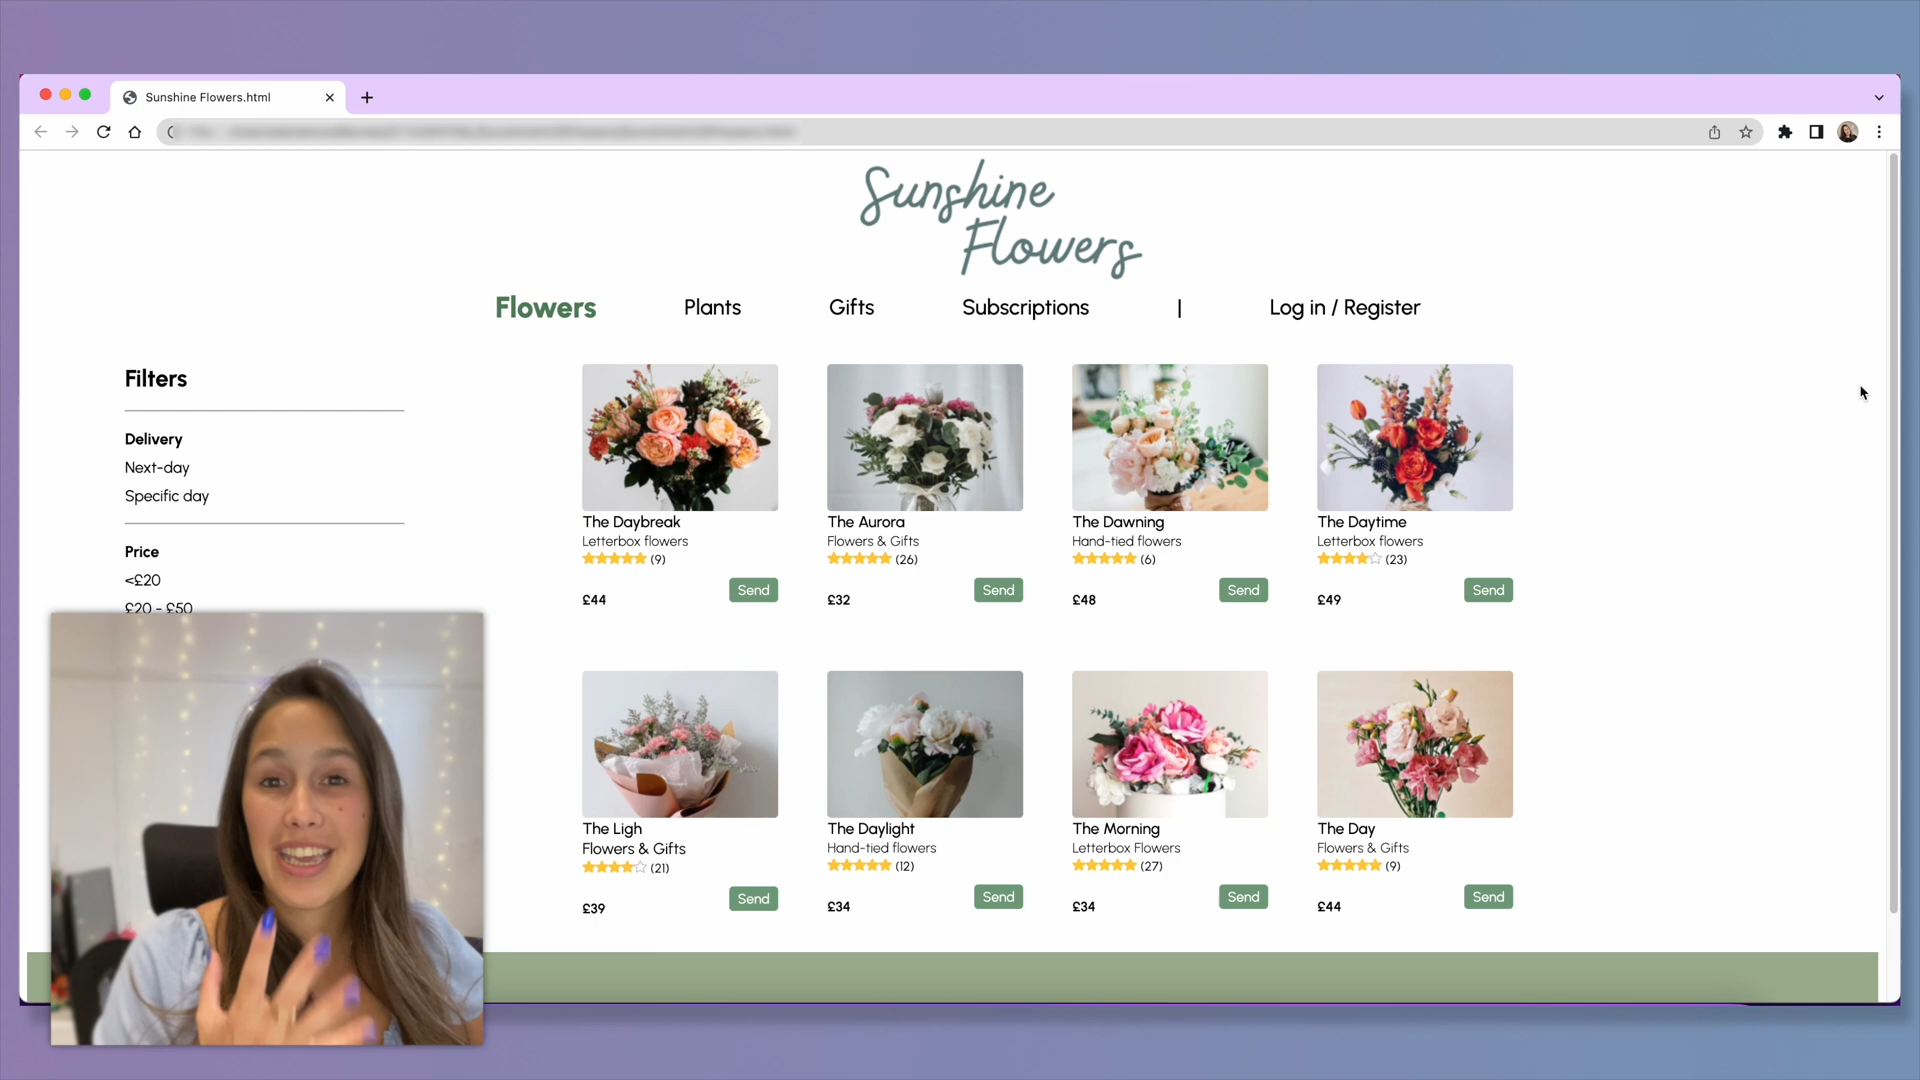 Sunshine Flowers.html
Sunshine
Flowers
Flowers
Plants
Gifts
Subscriptions
|
Log in / Register
Filters
Delivery
Next-day
Specific day
Price
<£20
£20 - £50
The Daybreak
Letterbox flowers
(9)
£44
Send
The Aurora
Flowers & Gifts
(26)
£32
Send
The Dawning
Hand-tied flowers
(6)
£48
Send
The Daytime
Letterbox flowers
(23)
£49
Send
The Ligh
Flowers & Gifts
(21)
£39
Send
The Daylight
Hand-tied flowers
(12)
£34
Send
The Morning
Letterbox Flowers
(27)
£34
Send
The Day
Flowers & Gifts
(9)
£44
Send